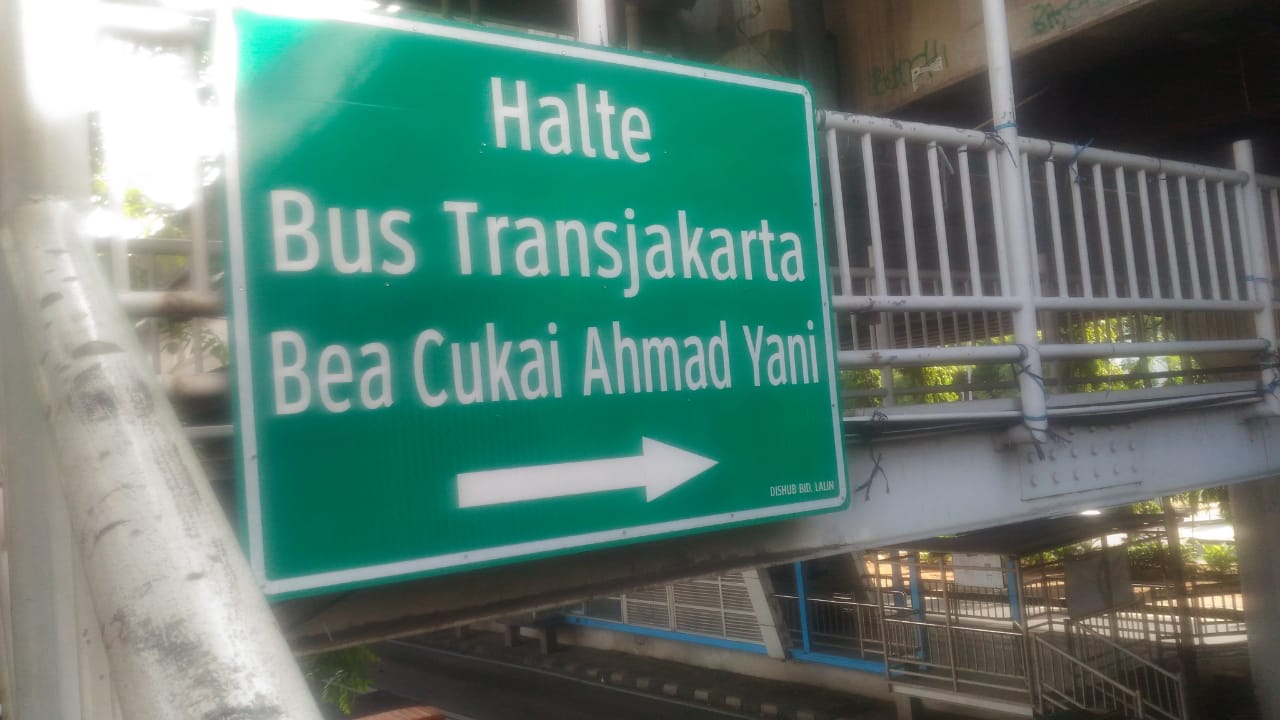 Halte
Bus Transjakarta
Bea Cukai Ahmad Yani
DISHUB BID. LALIN